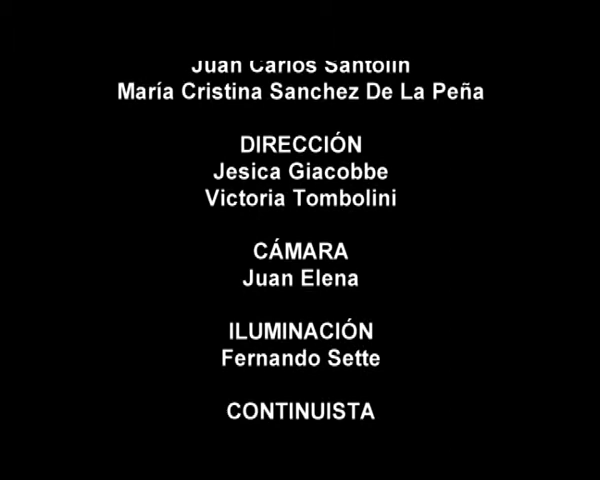 Juan Carlos Santolin
María Cristina Sanchez De La Peña
DIRECCIÓN
Jesica Giacobbe
Victoria Tombolini
CÁMARA
Juan Elena
ILUMINACIÓN
Fernando Sette
CONTINUISTA